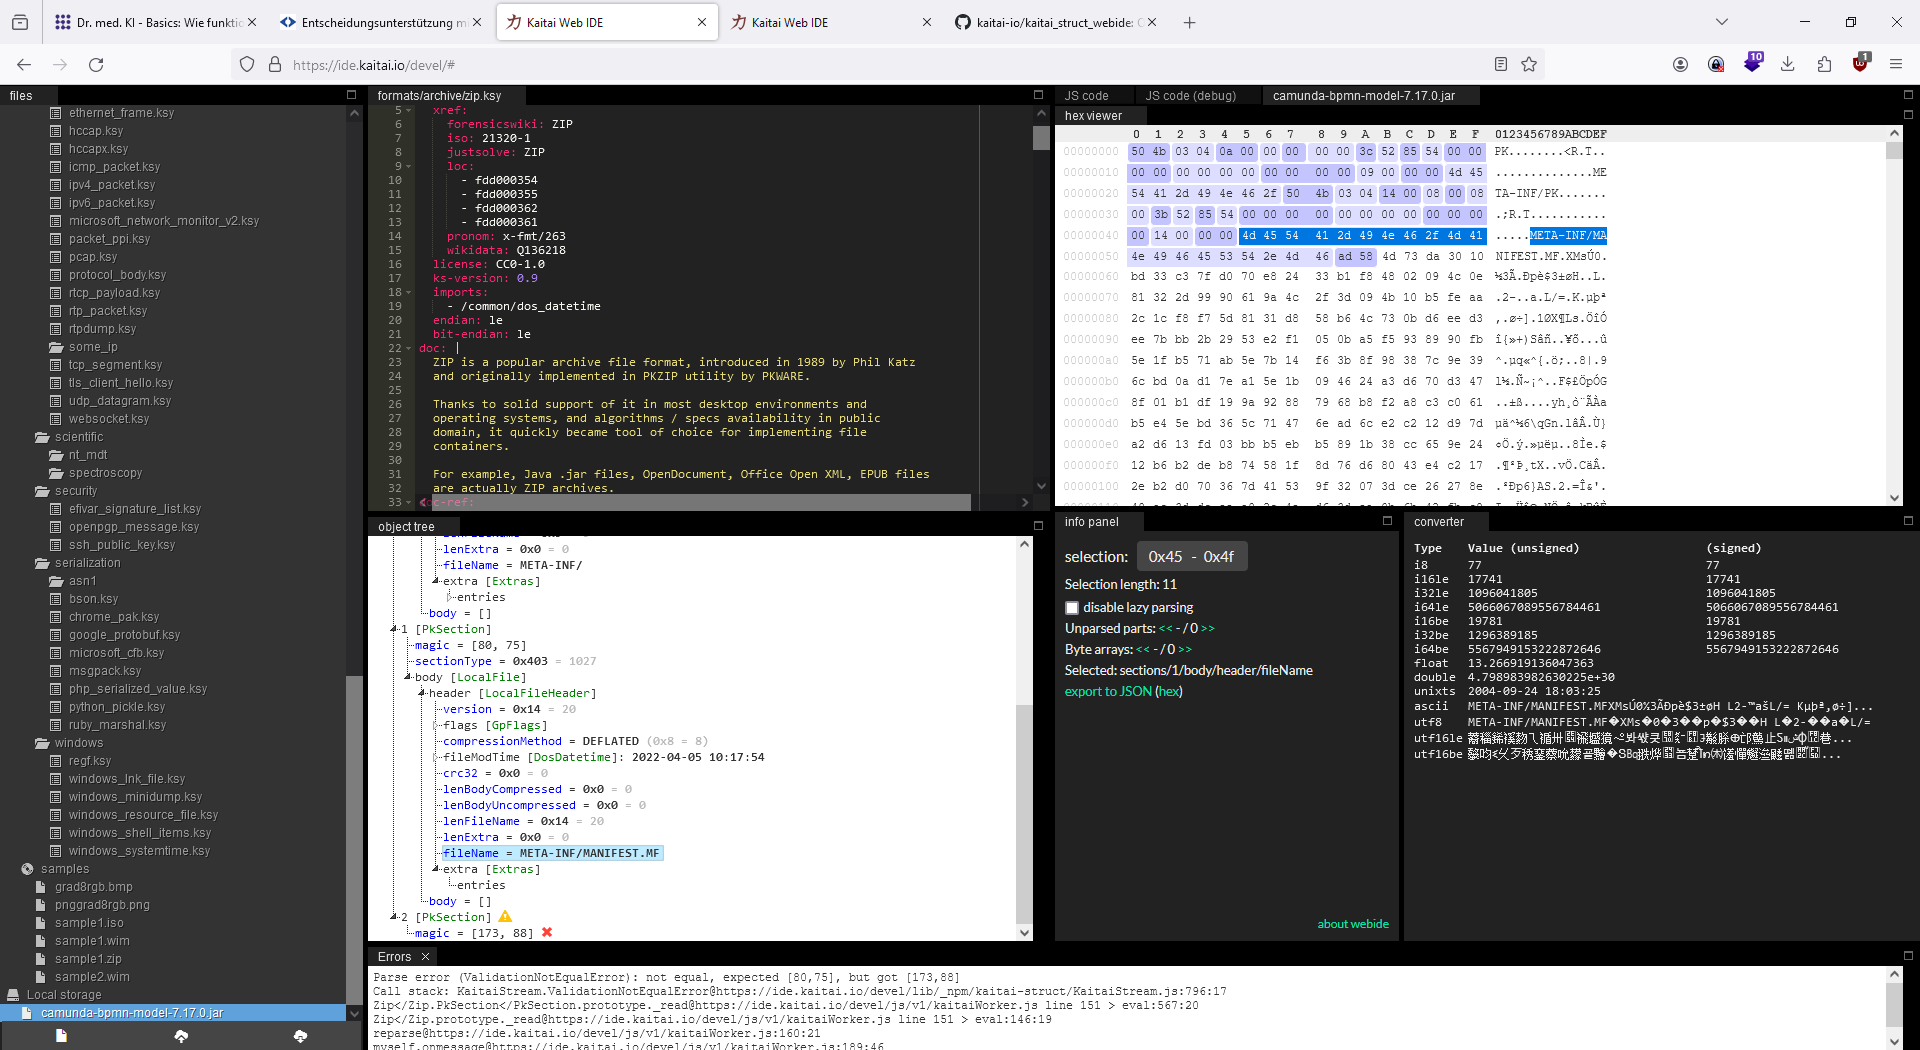 Dr. med. KI - Basics: Wie funktio
Entscheidungsunterstützung m
Kaitai Web IDE
Kaitai Web IDE
kaitai-io/kaitai_struct_webide:
https://ide.kaitai.io/devel/#
10
1
files
ethernet_frame.ksy
hccap.ksy
hccapx.ksy
icmp_packet.ksy
ipv4_packet.ksy
ipv6_packet.ksy
microsoft_network_monitor_v2.ksy
packet_ppi.ksy
pcap.ksy
protocol_body.ksy
rtcp_payload.ksy
rtp_packet.ksy
rtpdump.ksy
some_ip
tcp_segment.ksy
tls_client_hello.ksy
udp_datagram.ksy
websocket.ksy
scientific
nt_mdt
spectroscopy
security
efivar_signature_list.ksy
openpgp_message.ksy
ssh_public_key.ksy
serialization
asn1
bson.ksy
chrome_pak.ksy
google_protobuf.ksy
microsoft_cfb.ksy
msgpack.ksy
php_serialized_value.ksy
python_pickle.ksy
ruby_marshal.ksy
windows
regf.ksy
windows_lnk_file.ksy
windows_minidump.ksy
windows_resource_file.ksy
windows_shell_items.ksy
windows_systemtime.ksy
samples
grad8rgb.bmp
pnggrad8rgb.png
sample1.iso
sample1.wim
sample1.zip
sample2.wim
Local storage
camunda-bpmn-model-7.17.0.jar
formats/archive/zip.ksy
5 xref:
6 forensicswiki: ZIP
7 iso: 21320-1
8 justsolve: ZIP
9 loc:
10 - fdd000354
11 - fdd000355
12 - fdd000362
13 - fdd000361
14 pronom: x-fmt/263
15 wikidata: Q136218
16 license: CC0-1.0
17 ks-version: 0.9
18 imports:
19 - /common/dos_datetime
20 endian: le
21 bit-endian: le
22 doc: |
23 ZIP is a popular archive file format, introduced in 1989 by Phil Katz
24 and originally implemented in PKZIP utility by PKWARE.
25
26 Thanks to solid support of it in most desktop environments and
27 operating systems, and algorithms / specs availability in public
28 domain, it quickly became tool of choice for implementing file
29 containers.
30
31 For example, Java .jar files, OpenDocument, Office Open XML, EPUB files
32 are actually ZIP archives.
33 doc-ref:
object tree
lenExtra = 0x0 = 0
fileName = META-INF/
extra [Extras]
entries
body = []
1 [PkSection]
magic = [80, 75]
sectionType = 0x403 = 1027
body [LocalFile]
header [LocalFileHeader]
version = 0x14 = 20
flags [GpFlags]
compressionMethod = DEFLATED (0x8 = 8)
fileModTime [DosDatetime]: 2022-04-05 10:17:54
crc32 = 0x0 = 0
lenBodyCompressed = 0x0 = 0
lenBodyUncompressed = 0x0 = 0
lenFileName = 0x14 = 20
lenExtra = 0x0 = 0
fileName = META-INF/MANIFEST.MF
extra [Extras]
entries
body = []
2 [PkSection]
magic = [173, 88]
JS code
JS code (debug)
camunda-bpmn-model-7.17.0.jar
hex viewer
0 1 2 3 4 5 6 7 8 9 A B C D E F 0123456789ABCDEF
00000000 50 4b 03 04 0a 00 00 00 00 00 3c 52 85 54 00 00 PK........<R.T..
00000010 00 00 00 00 00 00 00 00 00 00 09 00 00 00 4d 45 ..............ME
00000020 54 41 2d 49 4e 46 2f 50 4b 03 04 14 00 08 00 08 TA-INF/PK.......
00000030 00 3b 52 85 54 00 00 00 00 00 00 00 00 00 00 00 .;R.T...........
00000040 00 14 00 00 00 4d 45 54 41 2d 49 4e 46 2f 4d 41 .....META-INF/MA
00000050 4e 49 46 45 53 54 2e 4d 46 ad 58 4d 73 da 30 10 NIFEST.MF.XMsÚ0.
00000060 bd 33 c3 7f d0 70 e8 24 33 b1 f8 48 02 09 4c 0e ½3Ã.Ðpè$3±øH..L.
00000070 81 32 2d 99 90 61 9a 4c 2f 3d 09 4b 10 b5 fe aa .2-..a.L/=.K.µþª
00000080 2c 1c f8 f7 5d 81 31 d8 58 b6 4c 73 0b d6 ee d3 ,.ø÷].1ØX¶Ls.ÖîÓ
00000090 ee 7b bb 2b 29 53 e2 f1 05 0b a5 f5 93 89 90 fb î{»+)Sâñ..¥õ...û
000000a0 5e 1f b5 71 ab 5e 7b 14 f6 3b 8f 98 38 7c 9e 39 ^.µq«^{.ö;..8|.9
000000b0 6c bd 0a d1 7e a1 5e 1b 09 46 24 a3 d6 70 d3 47 l½.Ñ~¡^..F$£ÖpÓG
000000c0 8f 01 b1 df 19 9a 92 88 79 68 b8 f2 a8 c3 c0 61 ..±ß....yh¸ò¨ÃÀa
000000d0 b5 e4 5e bd 36 5c 71 47 6e ad 6c e2 c2 12 d9 7d µä^½6\qGn.lâÂ.Ù}
000000e0 a2 d6 13 fd 03 bb b5 eb b5 89 1b 38 cc 65 9e 24 ¢Ö.ý.»µëµ..8Ìe.$
000000f0 12 b6 b2 de b8 74 58 1f 8d 76 d6 80 43 e4 c2 17 .¶²Þ¸tX..vÖ.CäÂ.
00000100 2e b2 d0 70 36 7d 41 53 9f 32 07 3d ce 26 27 8e .²Ðp6}AS.2.=Î&'.
info panel
selection: 0x45 - 0x4f
Selection length: 11
disable lazy parsing
Unparsed parts: << - / 0 >>
Byte arrays: << - / 0 >>
Selected: sections/1/body/header/fileName
export to JSON (hex)
about webide
converter
Type Value (unsigned) (signed)
i8 77 77
i16le 17741 17741
i32le 1096041805 1096041805
i64le 5066067089556784461 5066067089556784461
i16be 19781 19781
i32be 1296389185 1296389185
i64be 5567949153222872646 5567949153222872646
float 13.266919136047363
double 4.798983982630225e+30
unixts 2004-09-24 18:03:25
ascii META-INF/MANIFEST.MF
utf8 META-INF/MANIFEST.MF
utf16le
utf16be
Errors
Parse error (ValidationNotEqualError): not equal, expected [80,75], but got [173,88]
Call stack: KaitaiStream.ValidationNotEqualError@https://ide.kaitai.io/devel/lib/_npm/kaitai-struct/KaitaiStream.js:796:17
Zip</Zip.PkSection</PkSection.prototype._read@https://ide.kaitai.io/devel/js/v1/kaitaiWorker.js line 151 > eval:567:20
Zip</Zip.prototype._read@https://ide.kaitai.io/devel/js/v1/kaitaiWorker.js line 151 > eval:146:19
reparse@https://ide.kaitai.io/devel/js/v1/kaitaiWorker.js:160:21
myself.onmessage@https://ide.kaitai.io/devel/js/v1/kaitaiWorker.js:189:46